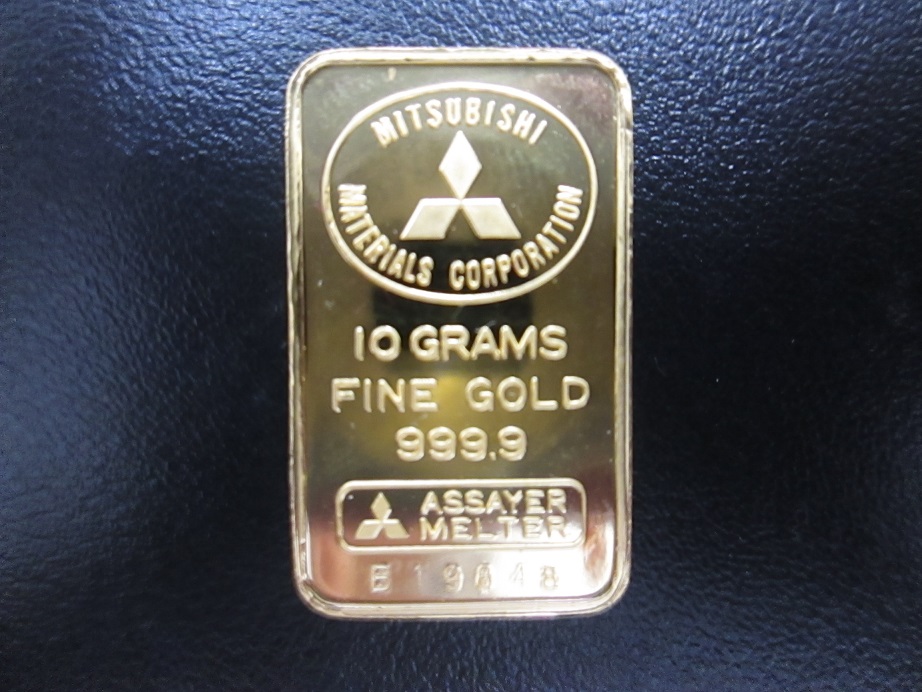 MITSUBISHI
MATERIALS CORPORATION
10 GRAMS
FINE GOLD
999.9
ASSAYER
MELTER